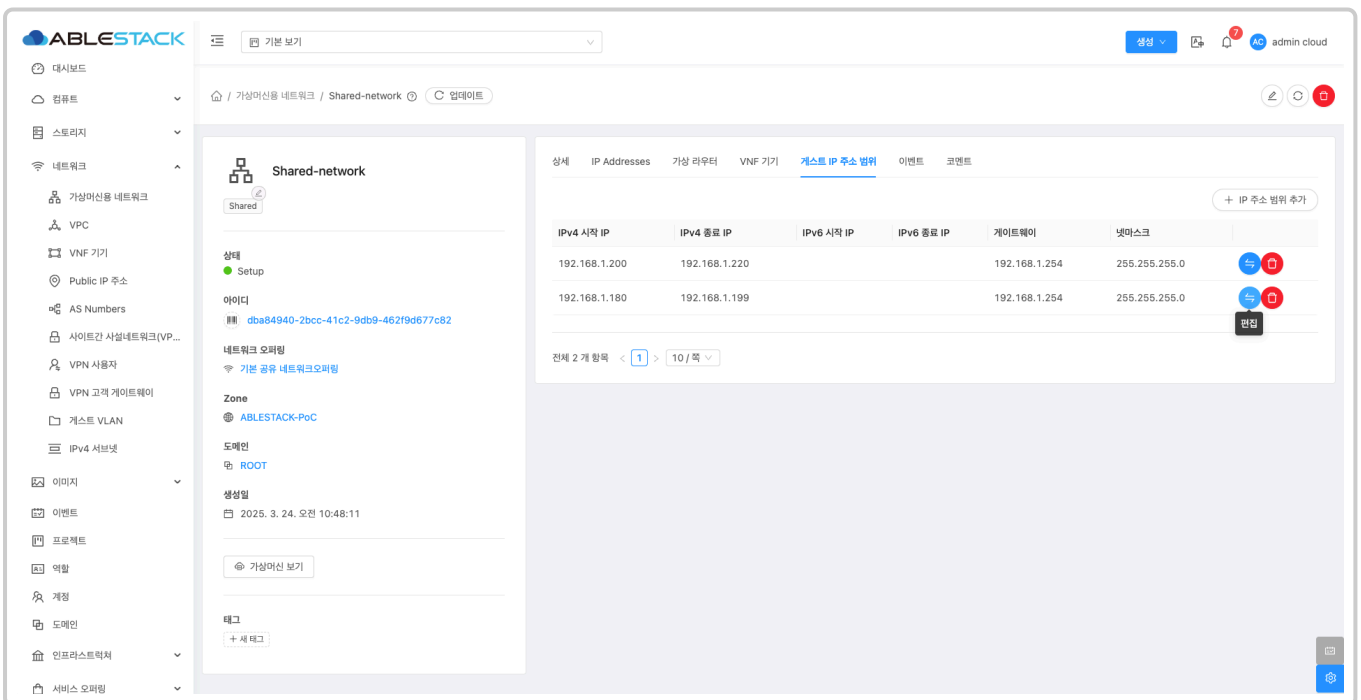 ABLESTACK
기본 보기
생성
7
AC
admin cloud
대시보드
컴퓨트
스토리지
네트워크
가상머신용 네트워크
VPC
VNF 기기
Public IP 주소
AS Numbers
사이트간 사설네트워크(VP...
VPN 사용자
VPN 고객 게이트웨이
게스트 VLAN
IPv4 서브넷
이미지
이벤트
프로젝트
역할
계정
도메인
인프라스트럭쳐
서비스 오퍼링
/ 가상머신용 네트워크 / Shared-network 업데이트
Shared-network
Shared
상태
Setup
아이디
dba84940-2bcc-41c2-9db9-462f9d677c82
네트워크 오퍼링
기본 공유 네트워크오퍼링
Zone
ABLESTACK-PoC
도메인
ROOT
생성일
2025. 3. 24. 오전 10:48:11
가상머신 보기
태그
+ 새 태그
상세 IP Addresses 가상 라우터 VNF 기기 게스트 IP 주소 범위 이벤트 코멘트
+ IP 주소 범위 추가
IPv4 시작 IP IPv4 종료 IP IPv6 시작 IP IPv6 종료 IP 게이트웨이 넷마스크
192.168.1.200 192.168.1.220 192.168.1.254 255.255.255.0
192.168.1.180 192.168.1.199 192.168.1.254 255.255.255.0
편집
전체 2 개 항목 < 1 > 10 / 쪽